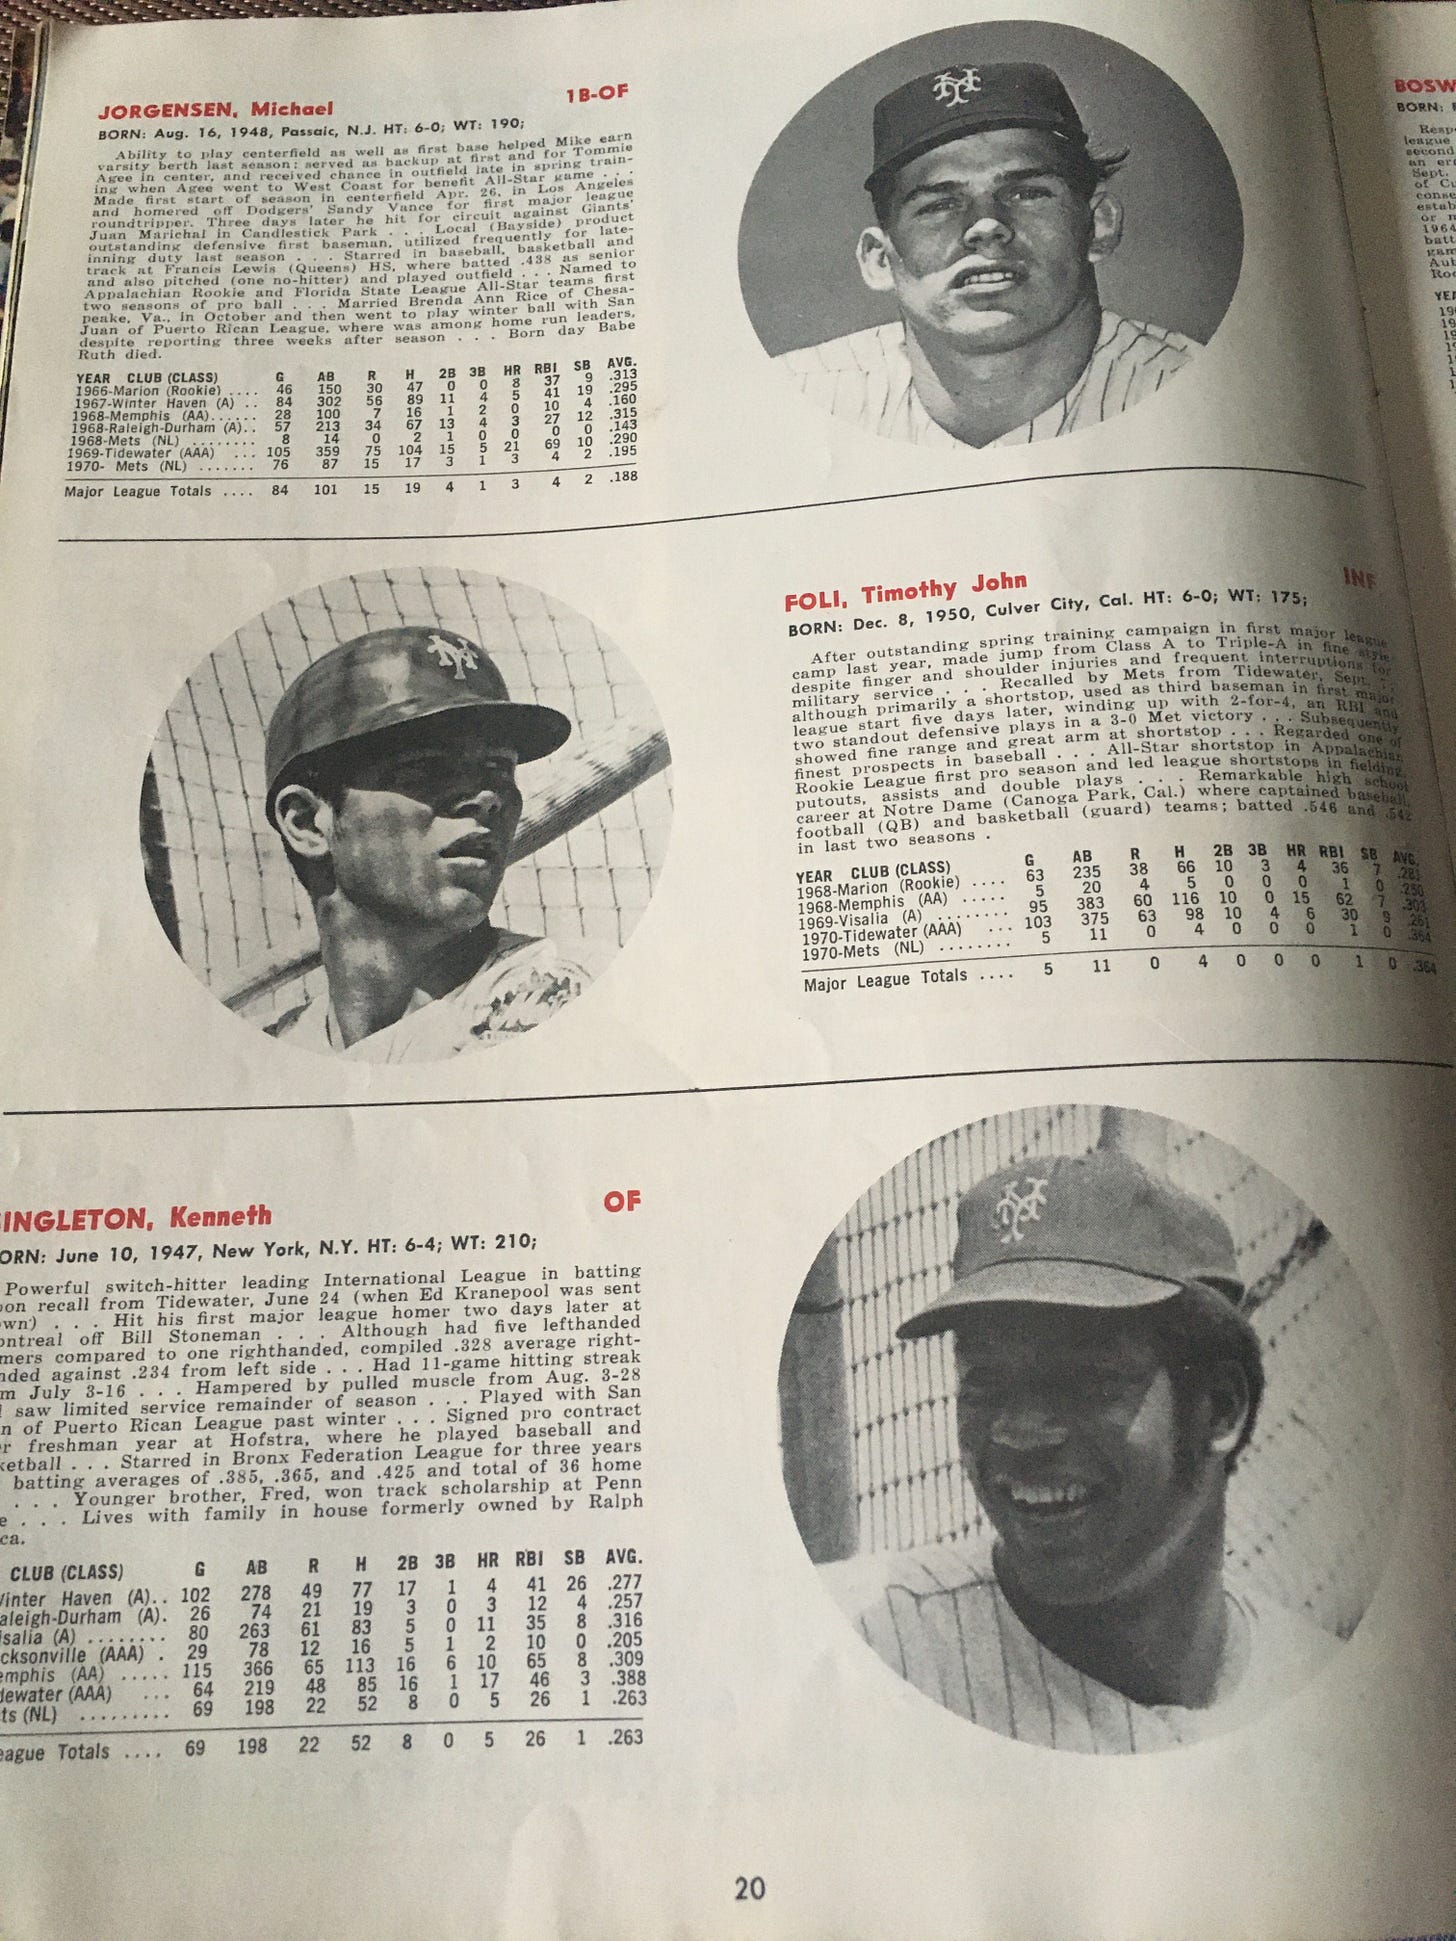 JORGENSEN, Michael 1B-OF
BORN: Aug. 16, 1948, Passaic, N.J. HT: 6-0; WT: 190;
Ability to play centerfield as well as first base helped Mike earn
varsity berth last season; served as backup at first and for Tommie
Agee in center, and received chance in outfield late in spring train-
ing when Agee went to West Coast for benefit All-Star game . . .
Made first start of season in centerfield Apr. 26, in Los Angeles
and homered off Dodgers' Sandy Vance for first major league
roundtripper. Three days later he hit for circuit against Giants'
Juan Marichal in Candlestick Park . . . Local (Bayside) product
outstanding defensive first baseman, utilized frequently for late-
inning duty last season . . . Starred in baseball, basketball and
track at Francis Lewis (Queens) HS, where batted .438 as senior
and also pitched (one no-hitter) and played outfield . . . Named to
Appalachian Rookie and Florida State League All-Star teams first
two seasons of pro ball . . . Married Brenda Ann Rice of Chesa-
peake, Va., in October and then went to play winter ball with San
Juan of Puerto Rican League, where was among home run leaders,
despite reporting three weeks after season . . . Born day Babe
Ruth died.
YEAR CLUB (CLASS) G AB R H 2B 3B HR RBI SB AVG.
1966-Marion (Rookie) .... 46 150 30 47 0 0 8 37 9 .313
1967-Winter Haven (A) .. 84 302 56 89 11 4 5 41 19 .295
1968-Memphis (AA)...... 28 100 7 16 1 2 0 10 4 .160
1968-Raleigh-Durham (A).. 57 213 34 67 13 4 3 27 12 .315
1968-Mets (NL) ........ 8 14 0 2 1 0 0 0 0 .143
1969-Tidewater (AAA) ... 105 359 75 104 15 5 21 69 10 .290
1970- Mets (NL) ....... 76 87 15 17 3 1 3 4 2 .195
Major League Totals .... 84 101 15 19 4 1 3 4 2 .188
FOLI, Timothy John INF
BORN: Dec. 8, 1950, Culver City, Cal. HT: 6-0; WT: 175;
After outstanding spring training campaign in first major league
camp last year, made jump from Class A to Triple-A in fine style
despite finger and shoulder injuries and frequent interruptions for
military service . . . Recalled by Mets from Tidewater, Sept.
although primarily a shortstop, used as third baseman in first major
league start five days later, winding up with 2-for-4, an RBI and
two standout defensive plays in a 3-0 Met victory . . . Subsequently
showed fine range and great arm at shortstop . . . Regarded one of
finest prospects in baseball . . . All-Star shortstop in Appalachian
Rookie League first pro season and led league shortstops in fielding,
putouts, assists and double plays . . . Remarkable high school
career at Notre Dame (Canoga Park, Cal.) where captained baseball,
football (QB) and basketball (guard) teams; batted .546 and .542
in last two seasons .
YEAR CLUB (CLASS) G AB R H 2B 3B HR RBI SB AVG.
1968-Marion (Rookie) .... 63 235 38 66 10 3 4 36 7 .281
1968-Memphis (AA) ..... 5 20 4 5 0 0 0 1 0 .250
1969-Visalia (A) ........ 95 383 60 116 10 0 15 62 7 .303
1970-Tidewater (AAA) ... 103 375 63 98 10 4 6 30 9 .261
1970-Mets (NL) ........ 5 11 0 4 0 0 0 1 0 .364
Major League Totals .... 5 11 0 4 0 0 0 1 0 .364
INGLETON, Kenneth OF
ORN: June 10, 1947, New York, N.Y. HT: 6-4; WT: 210;
Powerful switch-hitter leading International League in batting
on recall from Tidewater, June 24 (when Ed Kranepool was sent
wn) . . . Hit his first major league homer two days later at
ontreal off Bill Stoneman . . . Although had five lefthanded
mers compared to one righthanded, compiled .328 average right-
nded against .234 from left side . . . Had 11-game hitting streak
m July 3-16 . . . Hampered by pulled muscle from Aug. 3-28
saw limited service remainder of season . . . Played with San
n of Puerto Rican League past winter . . . Signed pro contract
r freshman year at Hofstra, where he played baseball and
ketball . . . Starred in Bronx Federation League for three years
batting averages of .385, .365, and .425 and total of 36 home
. . . Younger brother, Fred, won track scholarship at Penn
e . . . Lives with family in house formerly owned by Ralph
ca.
CLUB (CLASS) G AB R H 2B 3B HR RBI SB AVG.
inter Haven (A).. 102 278 49 77 17 1 4 41 26 .277
aleigh-Durham (A). 26 74 21 19 3 0 3 12 4 .257
isalia (A) ........ 80 263 61 83 5 0 11 35 8 .316
cksonville (AAA) . 29 78 12 16 5 1 2 10 0 .205
emphis (AA) ..... 115 366 65 113 16 6 10 65 8 .309
dewater (AAA) ... 64 219 48 85 16 1 17 46 3 .388
ts (NL) ......... 69 198 22 52 8 0 5 26 1 .263
eague Totals .... 69 198 22 52 8 0 5 26 1 .263
20
BOSW
BORN:
Resp
league
second
an err
Sept.
of Cu
conse
estab
or n
1964
batt
gam
Aub
Roo
YEA